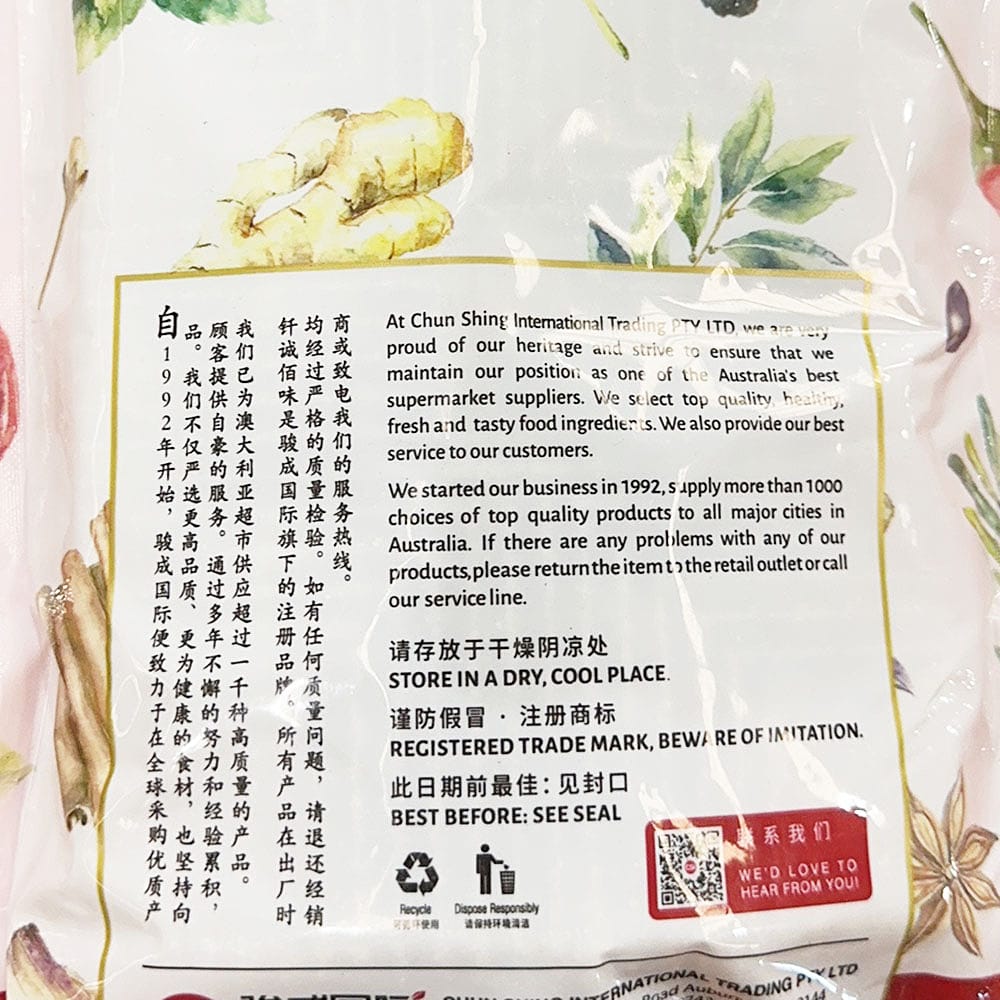 自1992年开始，骏成国际便致力于在全球采购优质产
品。我们不仅严选更高品质、更为健康的食材，也坚持向
顾客提供自豪的服务。通过多年不懈的努力和经验累积，
我们已为澳大利亚超市供应超过一千种高质量的产品。
钎诚佰味是骏成国际旗下的注册品牌。所有产品在出厂时
均经过严格的质量检验。如有任何质量问题，请退还经销
商或致电我们的服务热线。
At Chun Shing International Trading PTY LTD, we are very
proud of our heritage and strive to ensure that we
maintain our position as one of the Australia's best
supermarket suppliers. We select top quality, healthy,
fresh and tasty food ingredients. We also provide our best
service to our customers.
We started our business in 1992, supply more than 1000
choices of top quality products to all major cities in
Australia. If there are any problems with any of our
products, please return the item to the retail outlet or call
our service line.
请存放于干燥阴凉处
STORE IN A DRY, COOL PLACE.
谨防假冒 · 注册商标
REGISTERED TRADE MARK, BEWARE OF IMITATION.
此日期前最佳：见封口
BEST BEFORE: SEE SEAL
Recycle
可循环使用
Dispose Responsibly
请保持环境清洁
联系我们
WE'D LOVE TO
HEAR FROM YOU!
INTERNATIONAL TRADING PTY LTD
Road